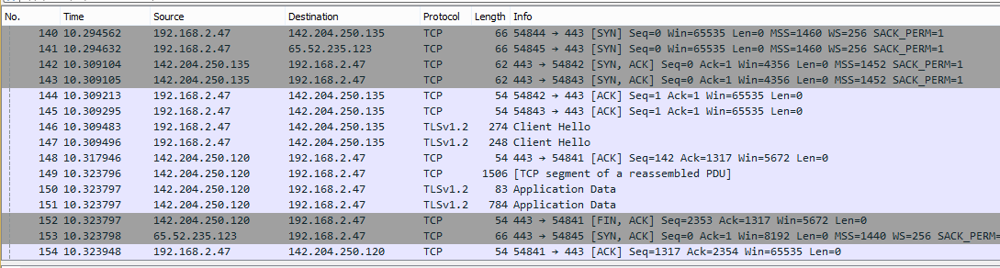 No. Time Source Destination Protocol Length Info
140 10.294562 192.168.2.47 142.204.250.135 TCP 66 54844 → 443 [SYN] Seq=0 Win=65535 Len=0 MSS=1460 WS=256 SACK_PERM=1
141 10.294632 192.168.2.47 65.52.235.123 TCP 66 54845 → 443 [SYN] Seq=0 Win=65535 Len=0 MSS=1460 WS=256 SACK_PERM=1
142 10.309104 142.204.250.135 192.168.2.47 TCP 62 443 → 54842 [SYN, ACK] Seq=0 Ack=1 Win=4356 Len=0 MSS=1452 SACK_PERM=1
143 10.309105 142.204.250.135 192.168.2.47 TCP 62 443 → 54843 [SYN, ACK] Seq=0 Ack=1 Win=4356 Len=0 MSS=1452 SACK_PERM=1
144 10.309213 192.168.2.47 142.204.250.135 TCP 54 54842 → 443 [ACK] Seq=1 Ack=1 Win=65535 Len=0
145 10.309295 192.168.2.47 142.204.250.135 TCP 54 54843 → 443 [ACK] Seq=1 Ack=1 Win=65535 Len=0
146 10.309483 192.168.2.47 142.204.250.135 TLSv1.2 274 Client Hello
147 10.309496 192.168.2.47 142.204.250.135 TLSv1.2 248 Client Hello
148 10.317946 142.204.250.120 192.168.2.47 TCP 54 443 → 54841 [ACK] Seq=142 Ack=1317 Win=5672 Len=0
149 10.323796 142.204.250.120 192.168.2.47 TCP 1506 [TCP segment of a reassembled PDU]
150 10.323797 142.204.250.120 192.168.2.47 TLSv1.2 83 Application Data
151 10.323797 142.204.250.120 192.168.2.47 TLSv1.2 784 Application Data
152 10.323797 142.204.250.120 192.168.2.47 TCP 54 443 → 54841 [FIN, ACK] Seq=2353 Ack=1317 Win=5672 Len=0
153 10.323798 65.52.235.123 192.168.2.47 TCP 66 443 → 54845 [SYN, ACK] Seq=0 Ack=1 Win=8192 Len=0 MSS=1440 WS=256 SACK_PERM=
154 10.323948 192.168.2.47 142.204.250.120 TCP 54 54841 → 443 [ACK] Seq=1317 Ack=2354 Win=65535 Len=0